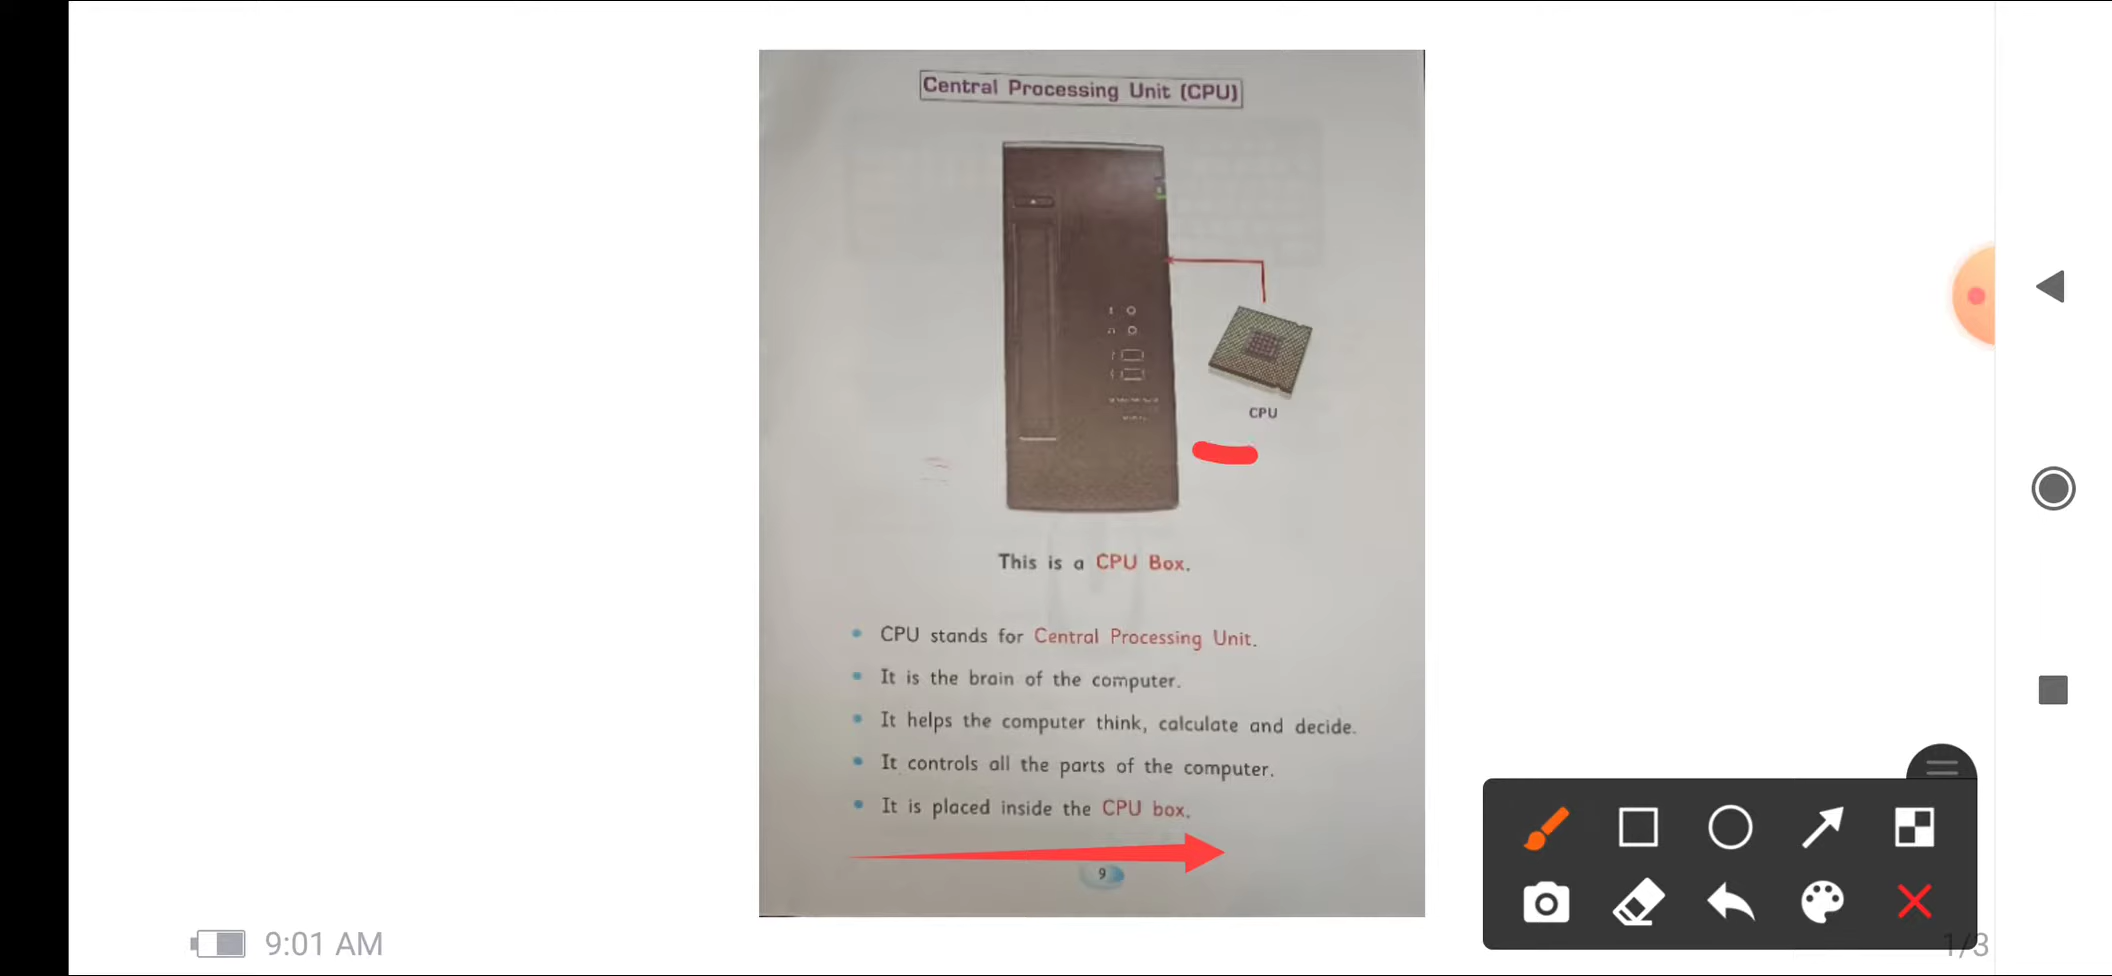 Central Processing Unit (CPU)
CPU
This is a CPU Box.
CPU stands for Central Processing Unit.
It is the brain of the computer.
It helps the computer think, calculate and decide.
It controls all the parts of the computer.
It is placed inside the CPU box.
9
9:01 AM
1/3